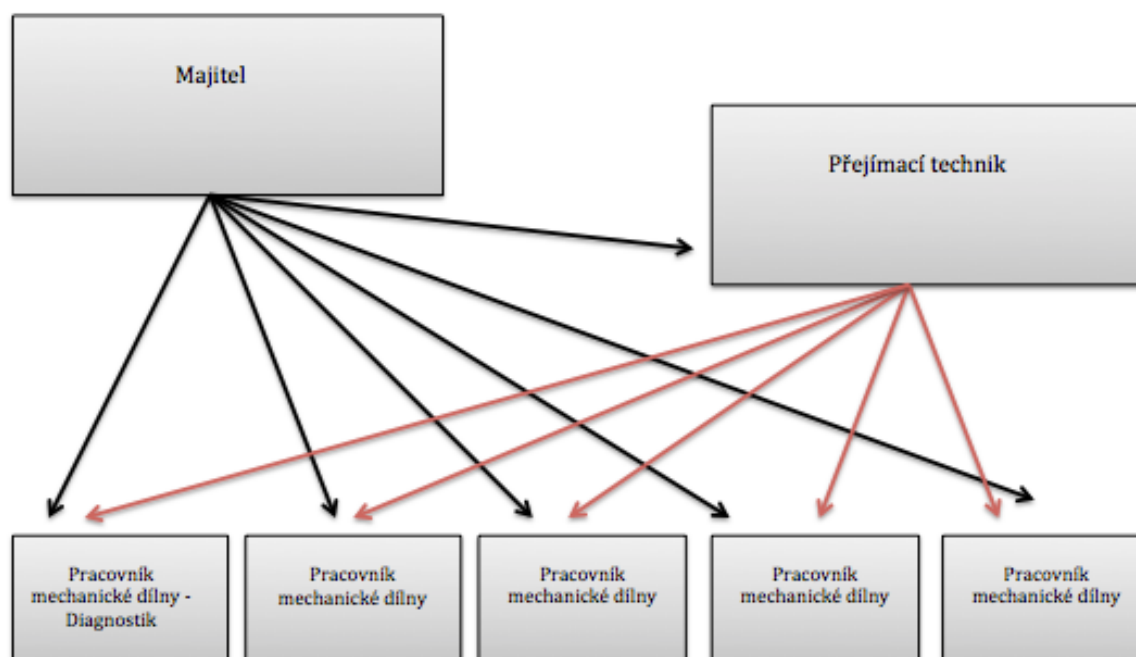 Majitel
Přejímací technik
Pracovník
mechanické dílny -
Diagnostik
Pracovník
mechanické dílny
Pracovník
mechanické dílny
Pracovník
mechanické dílny
Pracovník
mechanické dílny